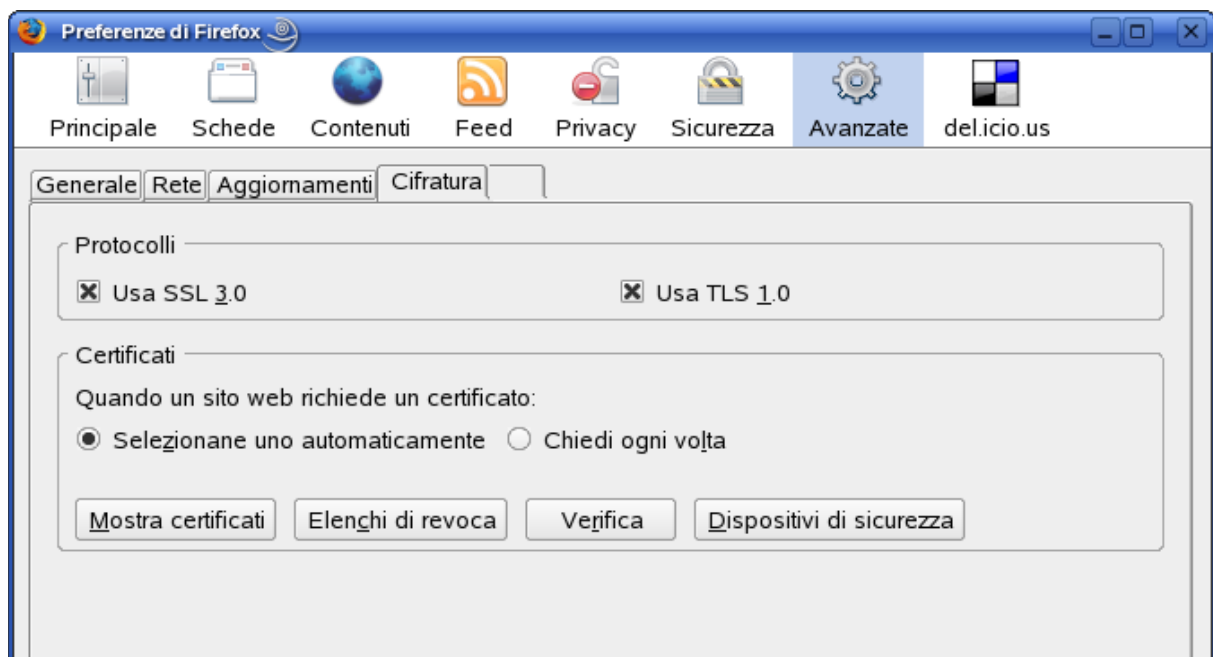 Preferenze di Firefox
Principale Schede Contenuti Feed Privacy Sicurezza Avanzate del.icio.us
Generale Rete Aggiornamenti Cifratura
Protocolli
Usa SSL 3.0 Usa TLS 1.0
Certificati
Quando un sito web richiede un certificato:
Selezionane uno automaticamente Chiedi ogni volta
Mostra certificati Elenchi di revoca Verifica Dispositivi di sicurezza